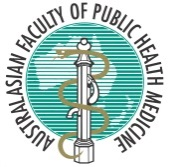 AUSTRALASIAN FACULTY OF PUBLIC HEALTH MEDICINE